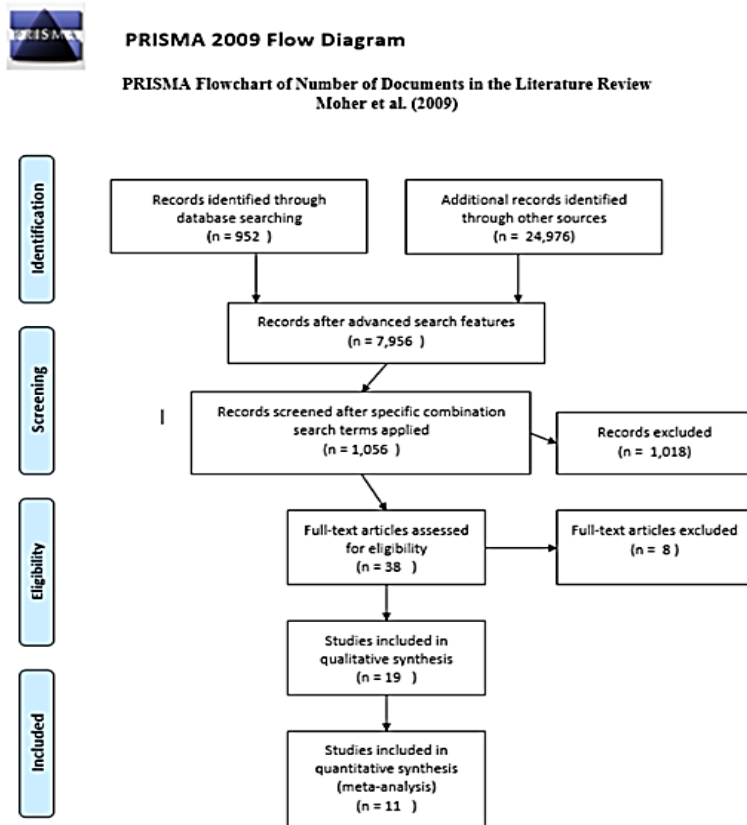 PRISMA
PRISMA 2009 Flow Diagram
PRISMA Flowchart of Number of Documents in the Literature Review
Moher et al. (2009)
Identification
Records identified through
database searching
(n = 952 )
Additional records identified
through other sources
(n = 24,976)
Records after advanced search features
(n = 7,956 )
Screening
Records screened after specific combination
search terms applied
(n = 1,056 )
Records excluded
(n = 1,018)
Eligibility
Full-text articles assessed
for eligibility
(n = 38 )
Full-text articles excluded
(n = 8 )
Studies included in
qualitative synthesis
(n = 19 )
Included
Studies included in
quantitative synthesis
(meta-analysis)
(n = 11 )